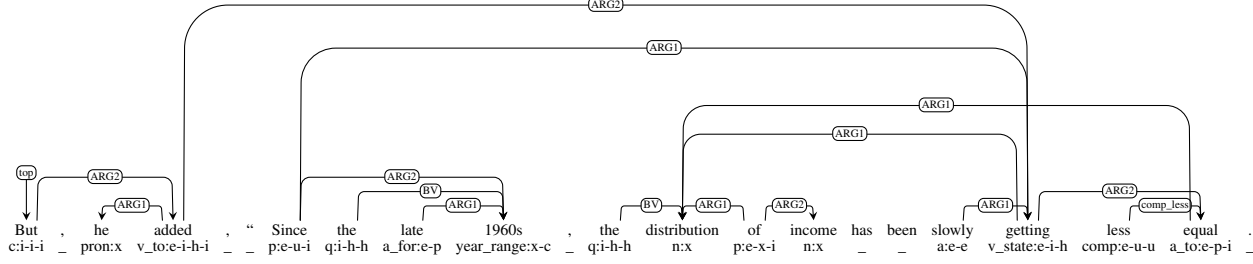 ARG2
ARG1
ARG1
ARG1
top ARG2 ARG2 ARG2
BV
ARG1 ARG1 BV ARG1 ARG2 ARG1 comp_less
But , he added , “ Since the late 1960s , the distribution of income has been slowly getting less equal .
c:i-i-i _ pron:x v_to:e-i-h-i _ _ p:e-u-i q:i-h-h a_for:e-p year_range:x-c _ q:i-h-h n:x p:e-x-i n:x _ _ a:e-e v_state:e-i-h comp:e-u-u a_to:e-p-i _